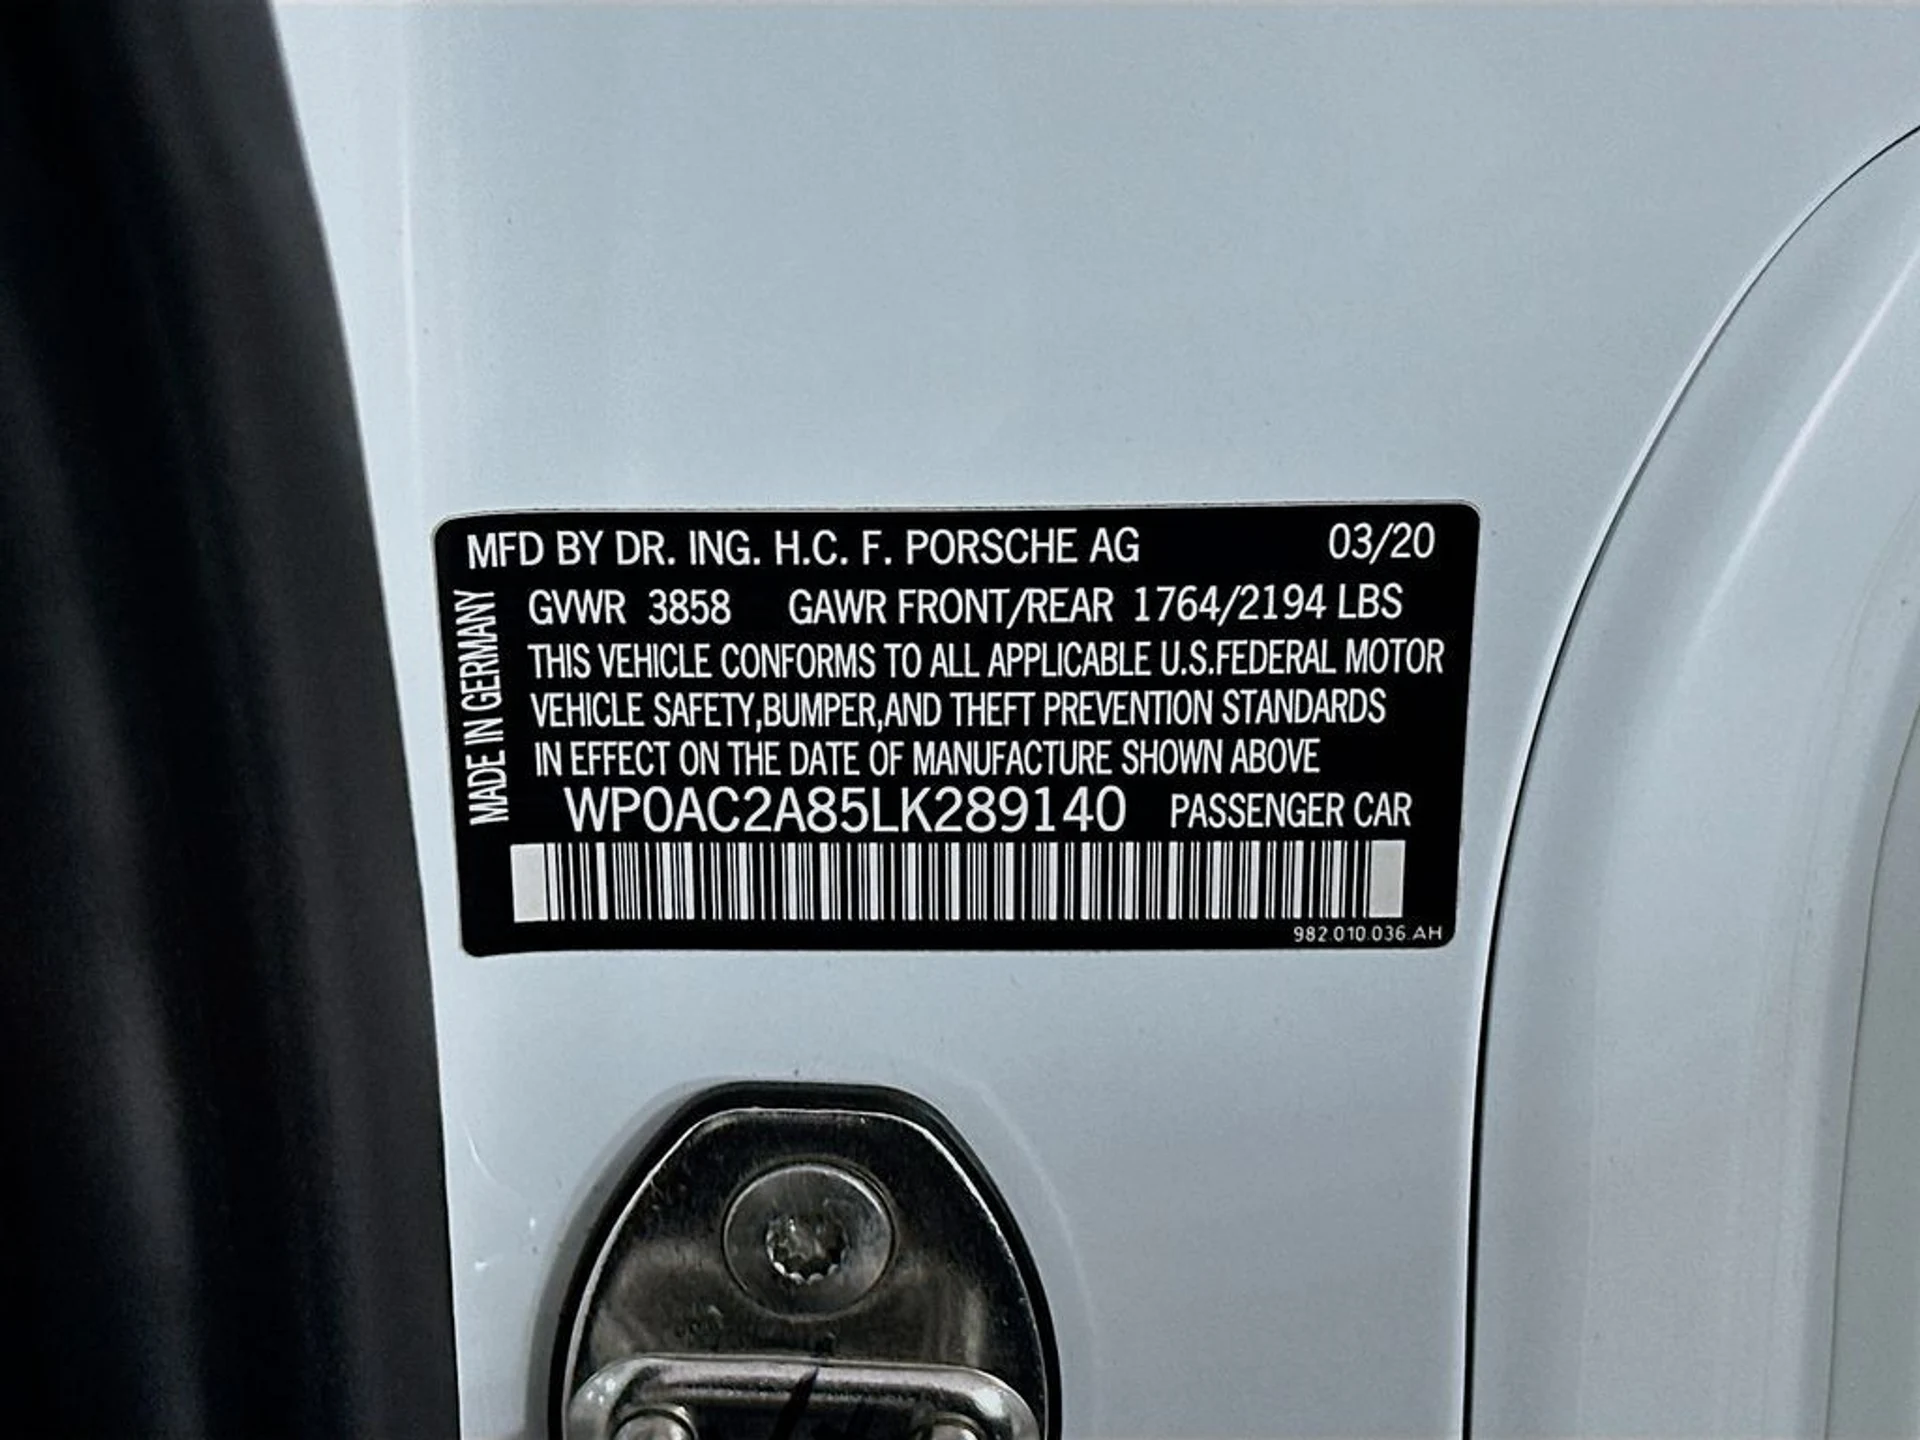 MFD BY DR. ING. H.C. F. PORSCHE AG 03/20
GVWR 3858 GAWR FRONT/REAR 1764/2194 LBS
THIS VEHICLE CONFORMS TO ALL APPLICABLE U.S.FEDERAL MOTOR
VEHICLE SAFETY,BUMPER,AND THEFT PREVENTION STANDARDS
IN EFFECT ON THE DATE OF MANUFACTURE SHOWN ABOVE
WP0AC2A85LK289140 PASSENGER CAR
982.010.036.AH
MADE IN GERMANY